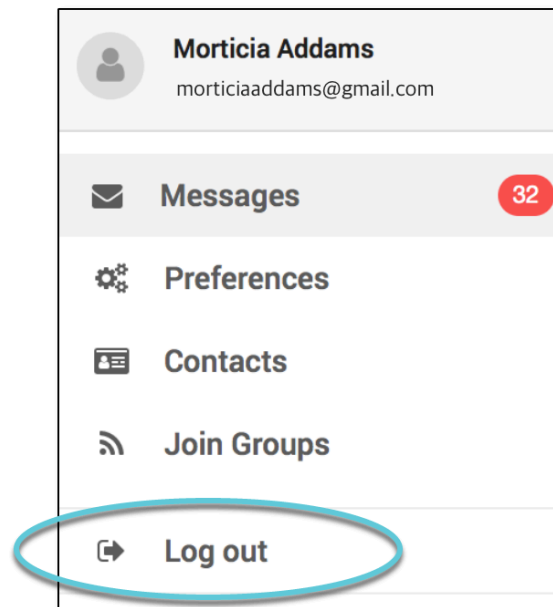 Morticia Addams
morticiaaddams@gmail.com
Messages 32
Preferences
Contacts
Join Groups
Log out